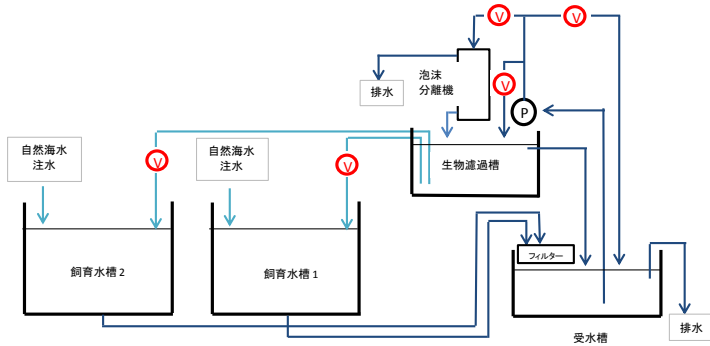 V
V
泡沫
分離機
V
排水
P
自然海水
注水
V
自然海水
注水
V
生物濾過槽
飼育水槽2
飼育水槽1
フィルター
受水槽
排水